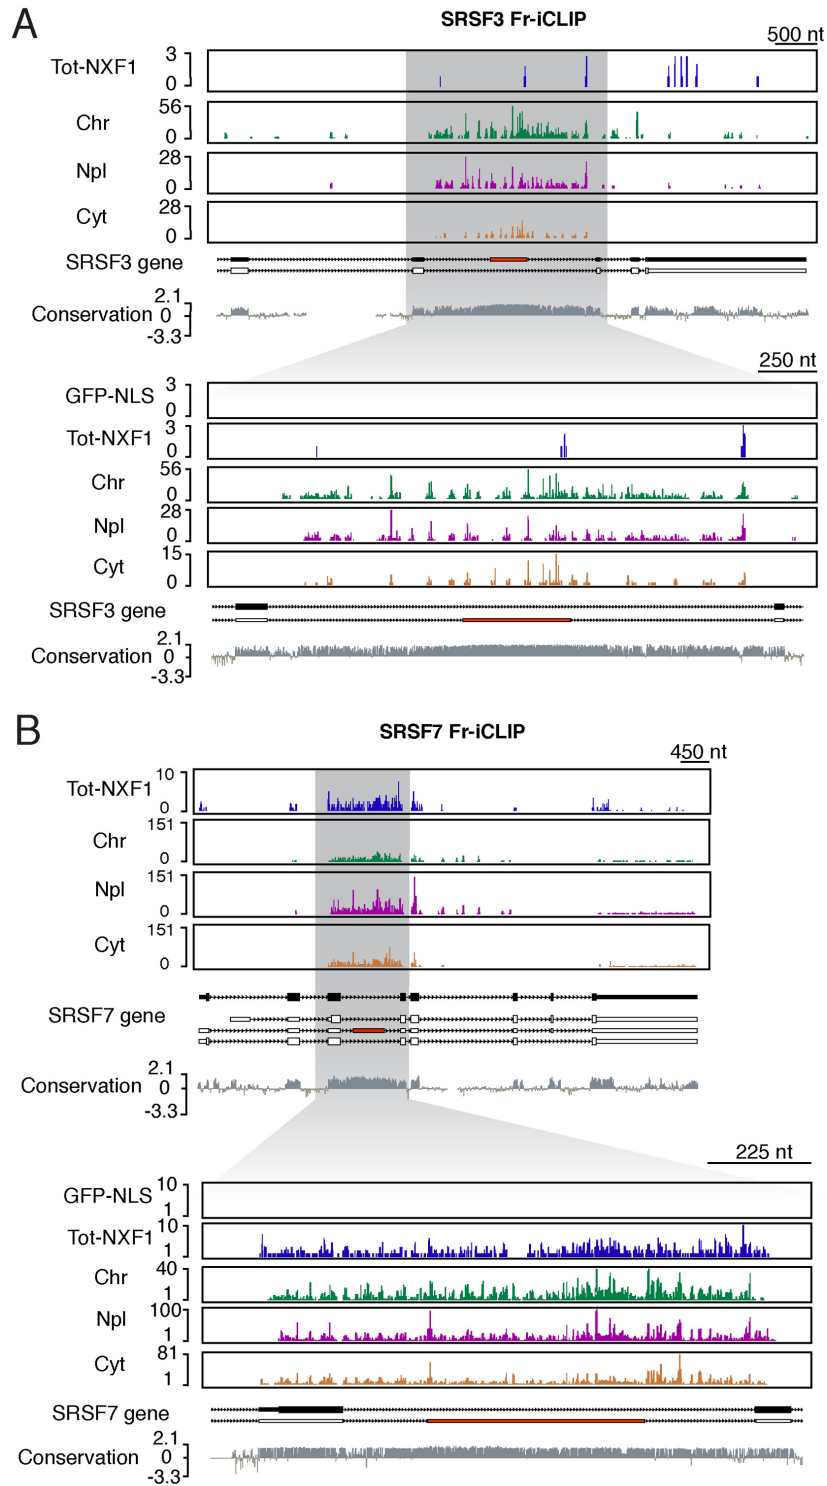 A
SRSF3 Fr-iCLIP
500 nt
Tot-NXF1 3 0
Chr 56 0
Npl 28 0
Cyt 28 0
SRSF3 gene
Conservation 2.1 0 -3.3
250 nt
GFP-NLS 3 0
Tot-NXF1 3 0
Chr 56 0
Npl 28 0
Cyt 15 0
SRSF3 gene
Conservation 2.1 0 -3.3
B
SRSF7 Fr-iCLIP
450 nt
Tot-NXF1 10 0
Chr 151 0
Npl 151 0
Cyt 151 0
SRSF7 gene
Conservation 2.1 0 -3.3
225 nt
GFP-NLS 10 1
Tot-NXF1 10 1
Chr 40 1
Npl 100 1
Cyt 81 1
SRSF7 gene
Conservation 2.1 0 -3.3